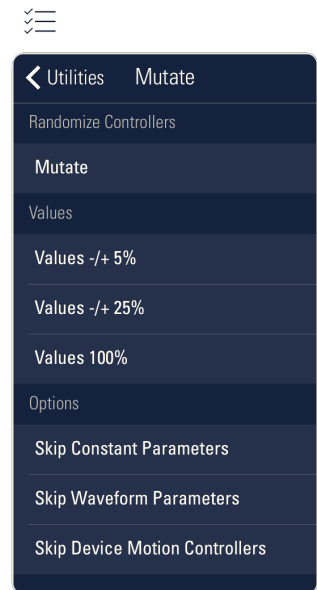 Utilities Mutate
Randomize Controllers
Mutate
Values
Values -/+ 5%
Values -/+ 25%
Values 100%
Options
Skip Constant Parameters
Skip Waveform Parameters
Skip Device Motion Controllers